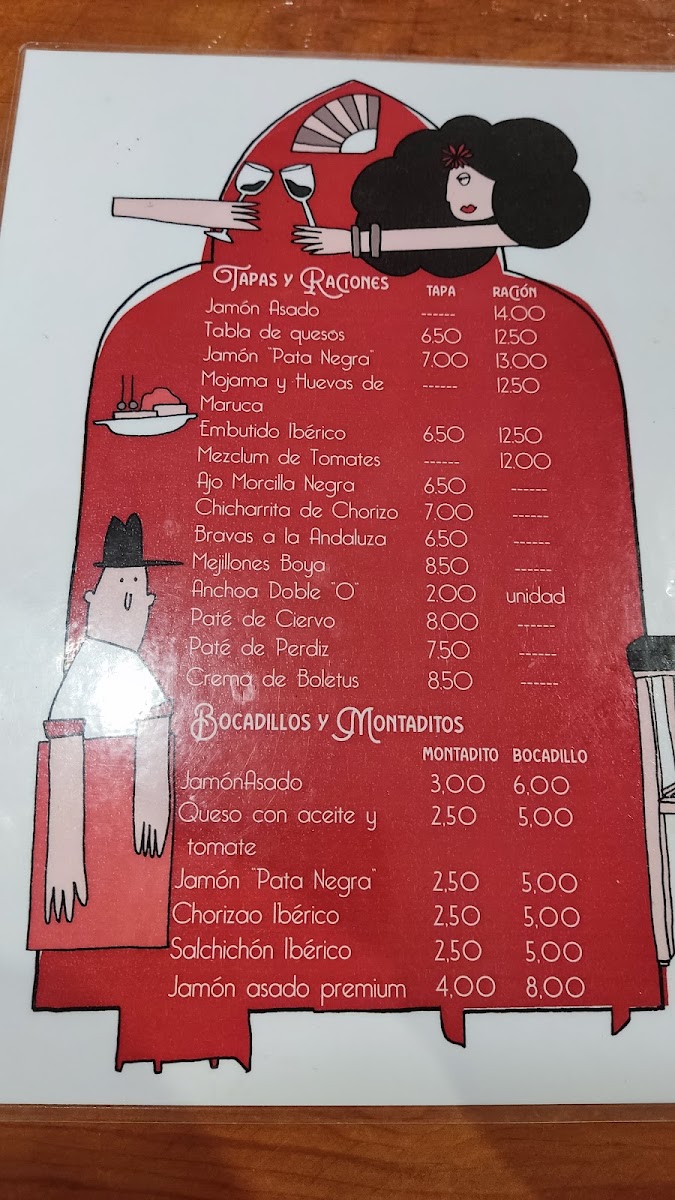 Tapas y Raciones TAPA RACIÓN
Jamón Asado ------ 14.00
Tabla de quesos 6.50 12.50
Jamón "Pata Negra" 7.00 13.00
Mojama y Huevas de ------ 12.50
Maruca
Embutido Ibérico 6.50 12.50
Mezclum de Tomates ------ 12.00
Ajo Morcilla Negra 6.50 ------
Chicharrita de Chorizo 7.00 ------
Bravas a la Andaluza 6.50 ------
Mejillones Boya 8.50 ------
Anchoa Doble "O" 2.00 unidad
Paté de Ciervo 8.00 ------
Paté de Perdiz 7.50 ------
Crema de Boletus 8.50 ------
Bocadillos y Montaditos
MONTADITO BOCADILLO
JamónAsado 3,00 6,00
Queso con aceite y 2,50 5,00
tomate
Jamón "Pata Negra" 2,50 5,00
Chorizao Ibérico 2,50 5,00
Salchichón Ibérico 2,50 5,00
Jamón asado premium 4,00 8,00